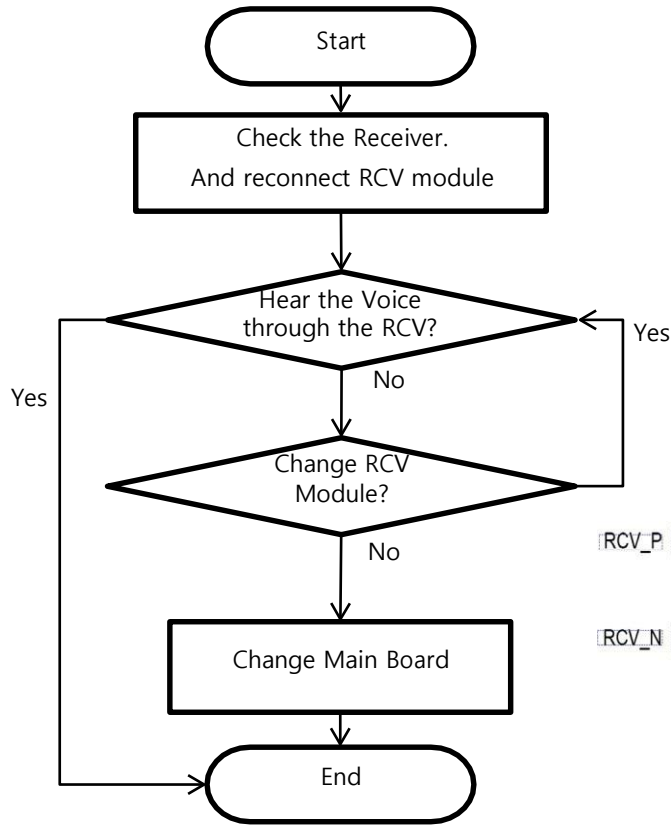 Start
Check the Receiver.
And reconnect RCV module
Hear the Voice
through the RCV?
Yes
Yes
No
Change RCV
Module?
No
RCV_P
RCV_N
Change Main Board
End